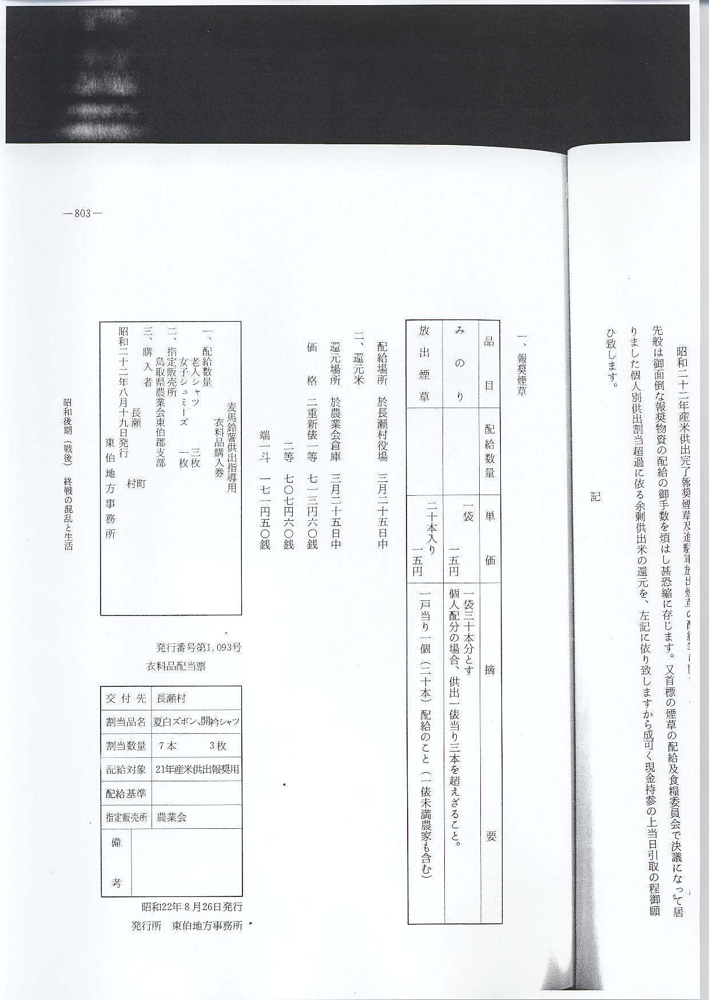 昭和二十二年産米供出完了報奨煙草及進駐軍放出煙草の配給
先般は御面倒な報奨物資の配給の御手数を煩はし甚恐縮に存じます。又首標の煙草の配給及食糧委員会で決議になって居
りました個人別供出割当超過に依る余剰供出米の還元を、左記に依り致しますから成可く現金持参の上当日引取の程御願
ひ致します。
記
一、報奨煙草
品目 配給数量 単価 摘要
みのり 一袋 一五円 一袋三十本分とす
個人配分の場合、供出一俵当り三本を超えざること。
放出煙草 二十本入り 一五円 一戸当り一個（二十本）配給のこと（一俵未満農家も含む）
配給場所 於長瀬村役場 三月二十五日中
二、還元米
還元場所 於農業会倉庫 三月二十五日中
価格 二重新俵一等 七一三円六〇銭
二等 七〇七円六〇銭
端一斗 一七一円五〇銭
麦馬鈴薯供出指導用
衣料品購入券
一、配給数量
老人シャツ 三枚
女子シュミーズ 一枚
二、指定販売所
鳥取県農業会東伯郡支部
三、購入者
長瀬 町村
昭和二十二年八月十九日発行
東伯地方事務所
発行番号第1.093号
衣料品配当票
交付先 長瀬村
割当品名 夏白ズボン、開衿シャツ
割当数量 7本 3枚
配給対象 21年産米供出報奨用
配給基準
指定販売所 農業会
備考
昭和22年8月26日発行
発行所 東伯地方事務所
昭和後期（戦後） 終戦の混乱と生活
—803—